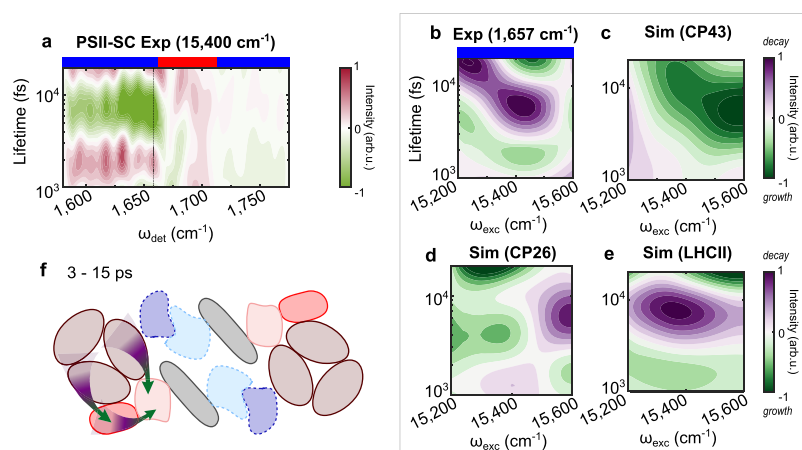 a PSII-SC Exp (15,400 cm⁻¹)
Lifetime (fs)
10⁴
10³
1,600
1,650
1,700
1,750
ω_det (cm⁻¹)
1
0
-1
Intensity (arb.u.)
b Exp (1,657 cm⁻¹)
Lifetime (fs)
10⁴
10³
15,200
15,400
15,600
ω_exc (cm⁻¹)
c Sim (CP43)
15,200
15,400
15,600
ω_exc (cm⁻¹)
decay
1
0
-1
growth
Intensity (arb.u.)
d Sim (CP26)
10⁴
10³
15,200
15,400
15,600
ω_exc (cm⁻¹)
e Sim (LHCII)
10⁴
10³
15,200
15,400
15,600
ω_exc (cm⁻¹)
decay
1
0
-1
growth
Intensity (arb.u.)
f 3 - 15 ps